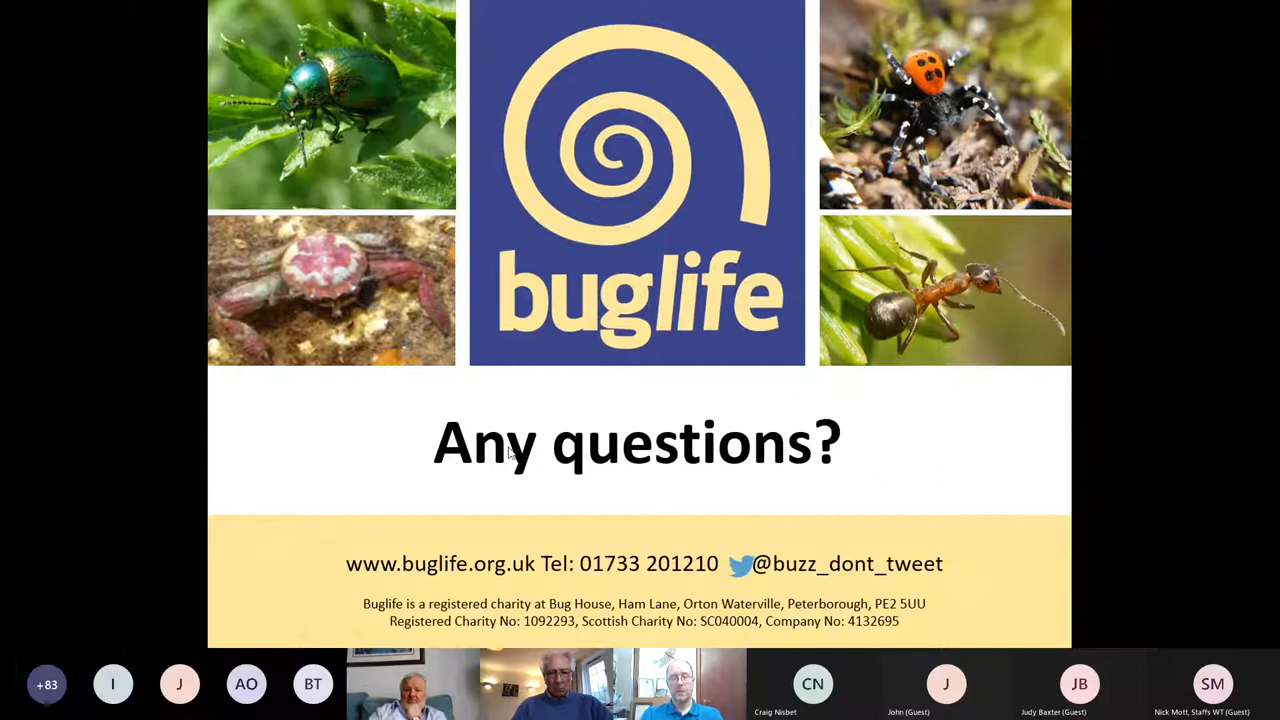 buglife
Any questions?
www.buglife.org.uk Tel: 01733 201210 @buzz_dont_tweet
Buglife is a registered charity at Bug House, Ham Lane, Orton Waterville, Peterborough, PE2 5UU
Registered Charity No: 1092293, Scottish Charity No: SC040004, Company No: 4132695
+83 I J AO BT CN J JB SM
Craig Nisbet John (Guest) Judy Baxter (Guest) Nick Mott, Staffs WT (Guest)